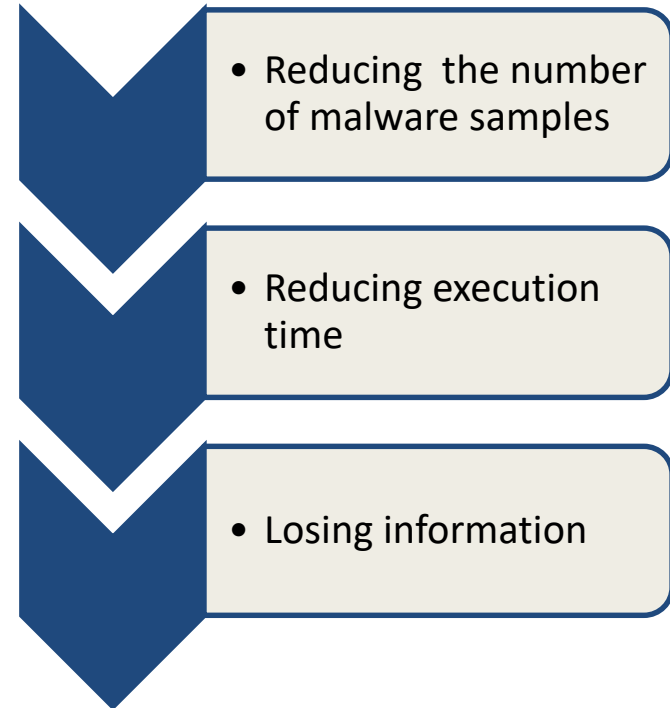 • Reducing  the number
of malware samples
• Reducing execution
time
• Losing information